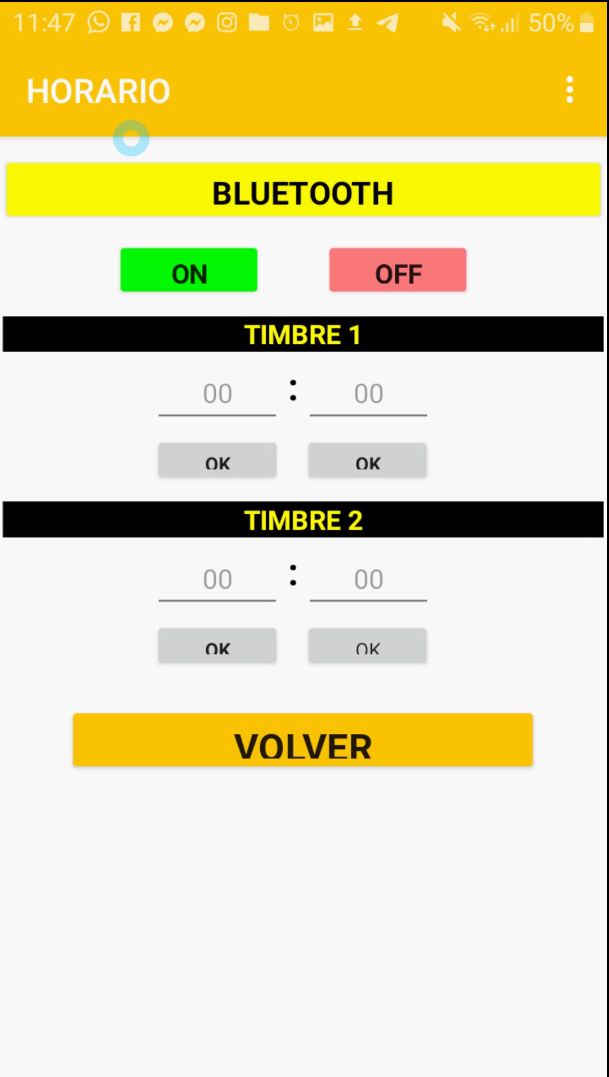 11:47 50%
HORARIO
BLUETOOTH
ON OFF
TIMBRE 1
00 : 00
OK OK
TIMBRE 2
00 : 00
OK OK
VOLVER